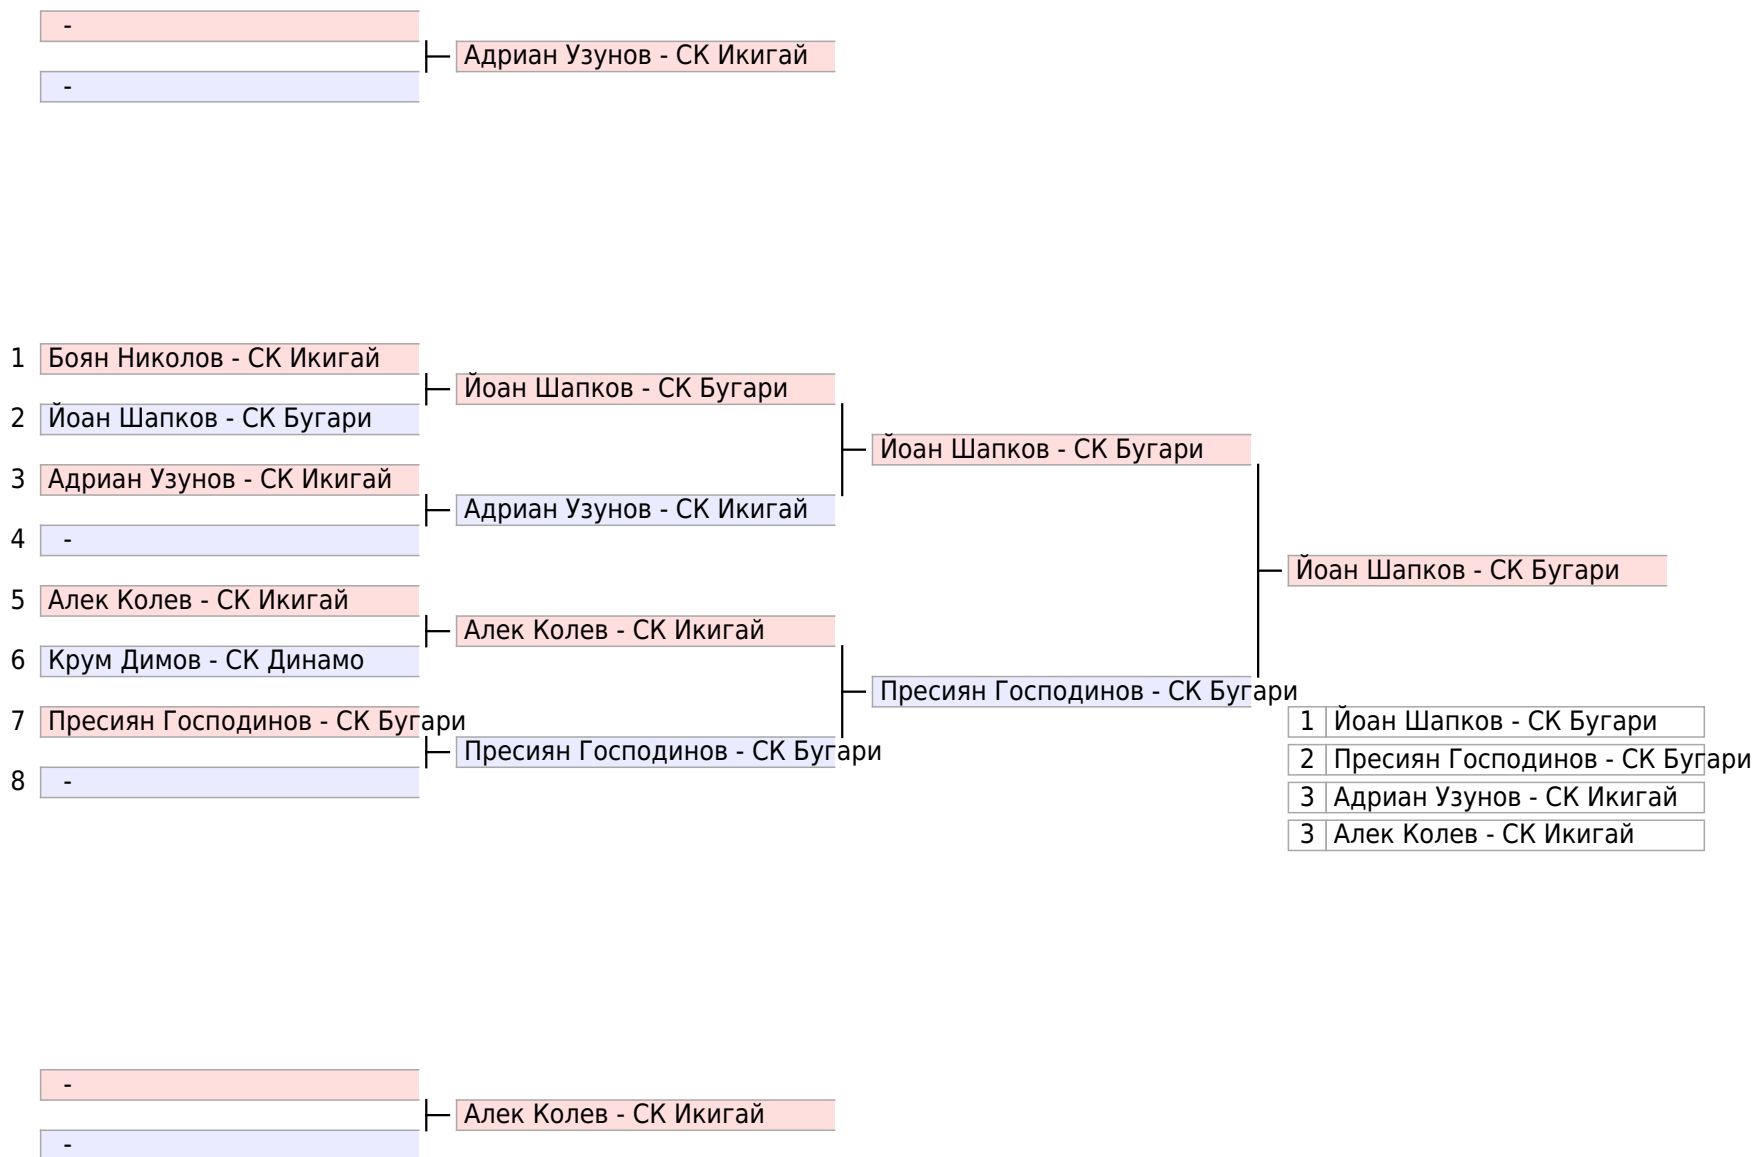 -
Адриан Узунов - СК Икигай
-
1 Боян Николов - СК Икигай
Йоан Шапков - СК Бугари
2 Йоан Шапков - СК Бугари
Йоан Шапков - СК Бугари
3 Адриан Узунов - СК Икигай
Адриан Узунов - СК Икигай
4 -
Йоан Шапков - СК Бугари
5 Алек Колев - СК Икигай
Алек Колев - СК Икигай
6 Крум Димов - СК Динамо
Пресиян Господинов - СК Бугари
7 Пресиян Господинов - СК Бугари
1 Йоан Шапков - СК Бугари
Пресиян Господинов - СК Бугари
2 Пресиян Господинов - СК Бугари
8 -
3 Адриан Узунов - СК Икигай
3 Алек Колев - СК Икигай
-
Алек Колев - СК Икигай
-